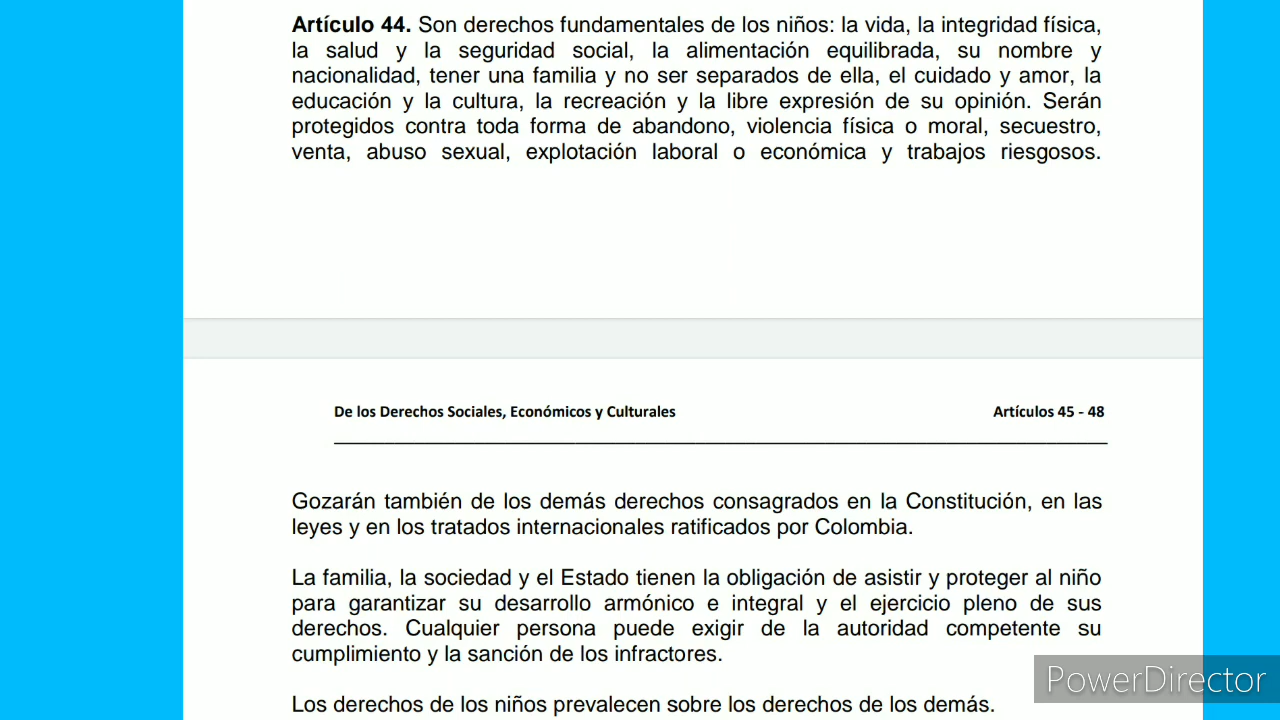 Artículo 44. Son derechos fundamentales de los niños: la vida, la integridad física,
la salud y la seguridad social, la alimentación equilibrada, su nombre y
nacionalidad, tener una familia y no ser separados de ella, el cuidado y amor, la
educación y la cultura, la recreación y la libre expresión de su opinión. Serán
protegidos contra toda forma de abandono, violencia física o moral, secuestro,
venta, abuso sexual, explotación laboral o económica y trabajos riesgosos.
De los Derechos Sociales, Económicos y Culturales Artículos 45 - 48
Gozarán también de los demás derechos consagrados en la Constitución, en las
leyes y en los tratados internacionales ratificados por Colombia.
La familia, la sociedad y el Estado tienen la obligación de asistir y proteger al niño
para garantizar su desarrollo armónico e integral y el ejercicio pleno de sus
derechos. Cualquier persona puede exigir de la autoridad competente su
cumplimiento y la sanción de los infractores.
Los derechos de los niños prevalecen sobre los derechos de los demás.
PowerDirector